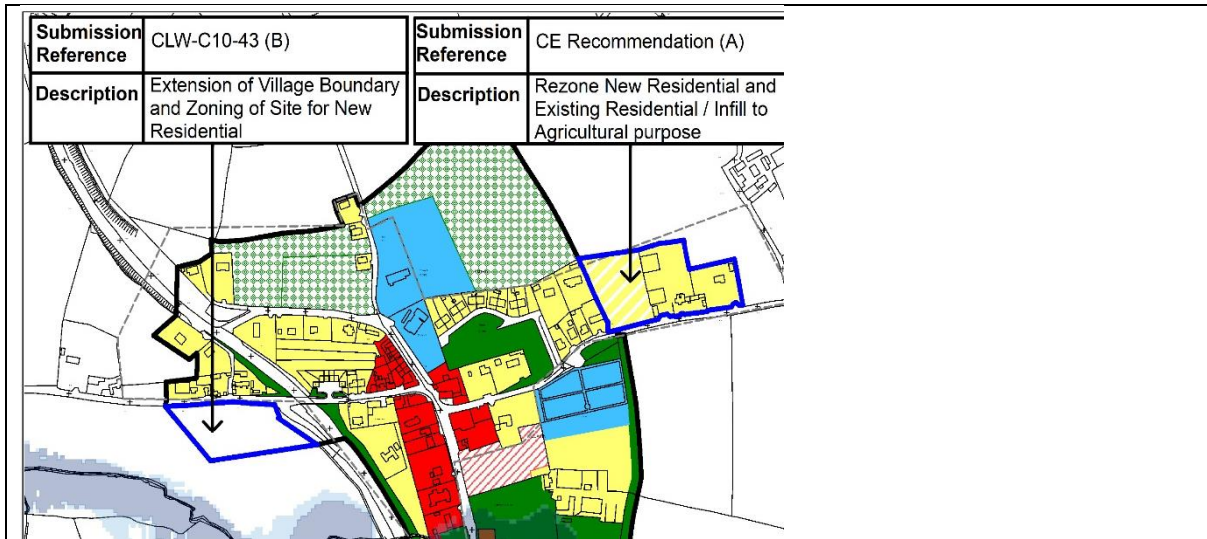 Submission
Reference
CLW-C10-43 (B)
Description
Extension of Village Boundary
and Zoning of Site for New
Residential
Submission
Reference
CE Recommendation (A)
Description
Rezone New Residential and
Existing Residential / Infill to
Agricultural purpose